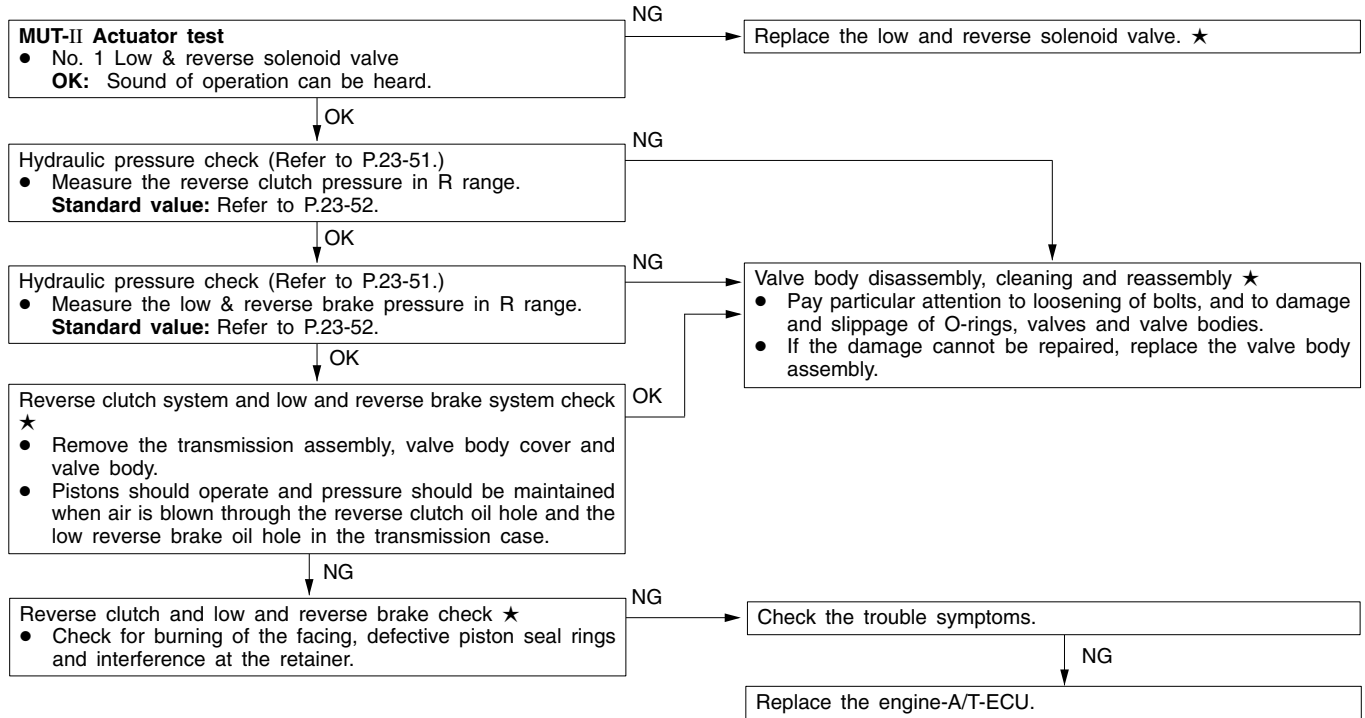 MUT-II Actuator test
● No. 1 Low & reverse solenoid valve
OK: Sound of operation can be heard.
NG
Replace the low and reverse solenoid valve. ★
OK
Hydraulic pressure check (Refer to P.23-51.)
● Measure the reverse clutch pressure in R range.
Standard value: Refer to P.23-52.
NG
OK
Hydraulic pressure check (Refer to P.23-51.)
● Measure the low & reverse brake pressure in R range.
Standard value: Refer to P.23-52.
NG
Valve body disassembly, cleaning and reassembly ★
● Pay particular attention to loosening of bolts, and to damage
and slippage of O-rings, valves and valve bodies.
● If the damage cannot be repaired, replace the valve body
assembly.
OK
Reverse clutch system and low and reverse brake system check
★
● Remove the transmission assembly, valve body cover and
valve body.
● Pistons should operate and pressure should be maintained
when air is blown through the reverse clutch oil hole and the
low reverse brake oil hole in the transmission case.
OK
NG
Reverse clutch and low and reverse brake check ★
● Check for burning of the facing, defective piston seal rings
and interference at the retainer.
NG
Check the trouble symptoms.
NG
Replace the engine-A/T-ECU.